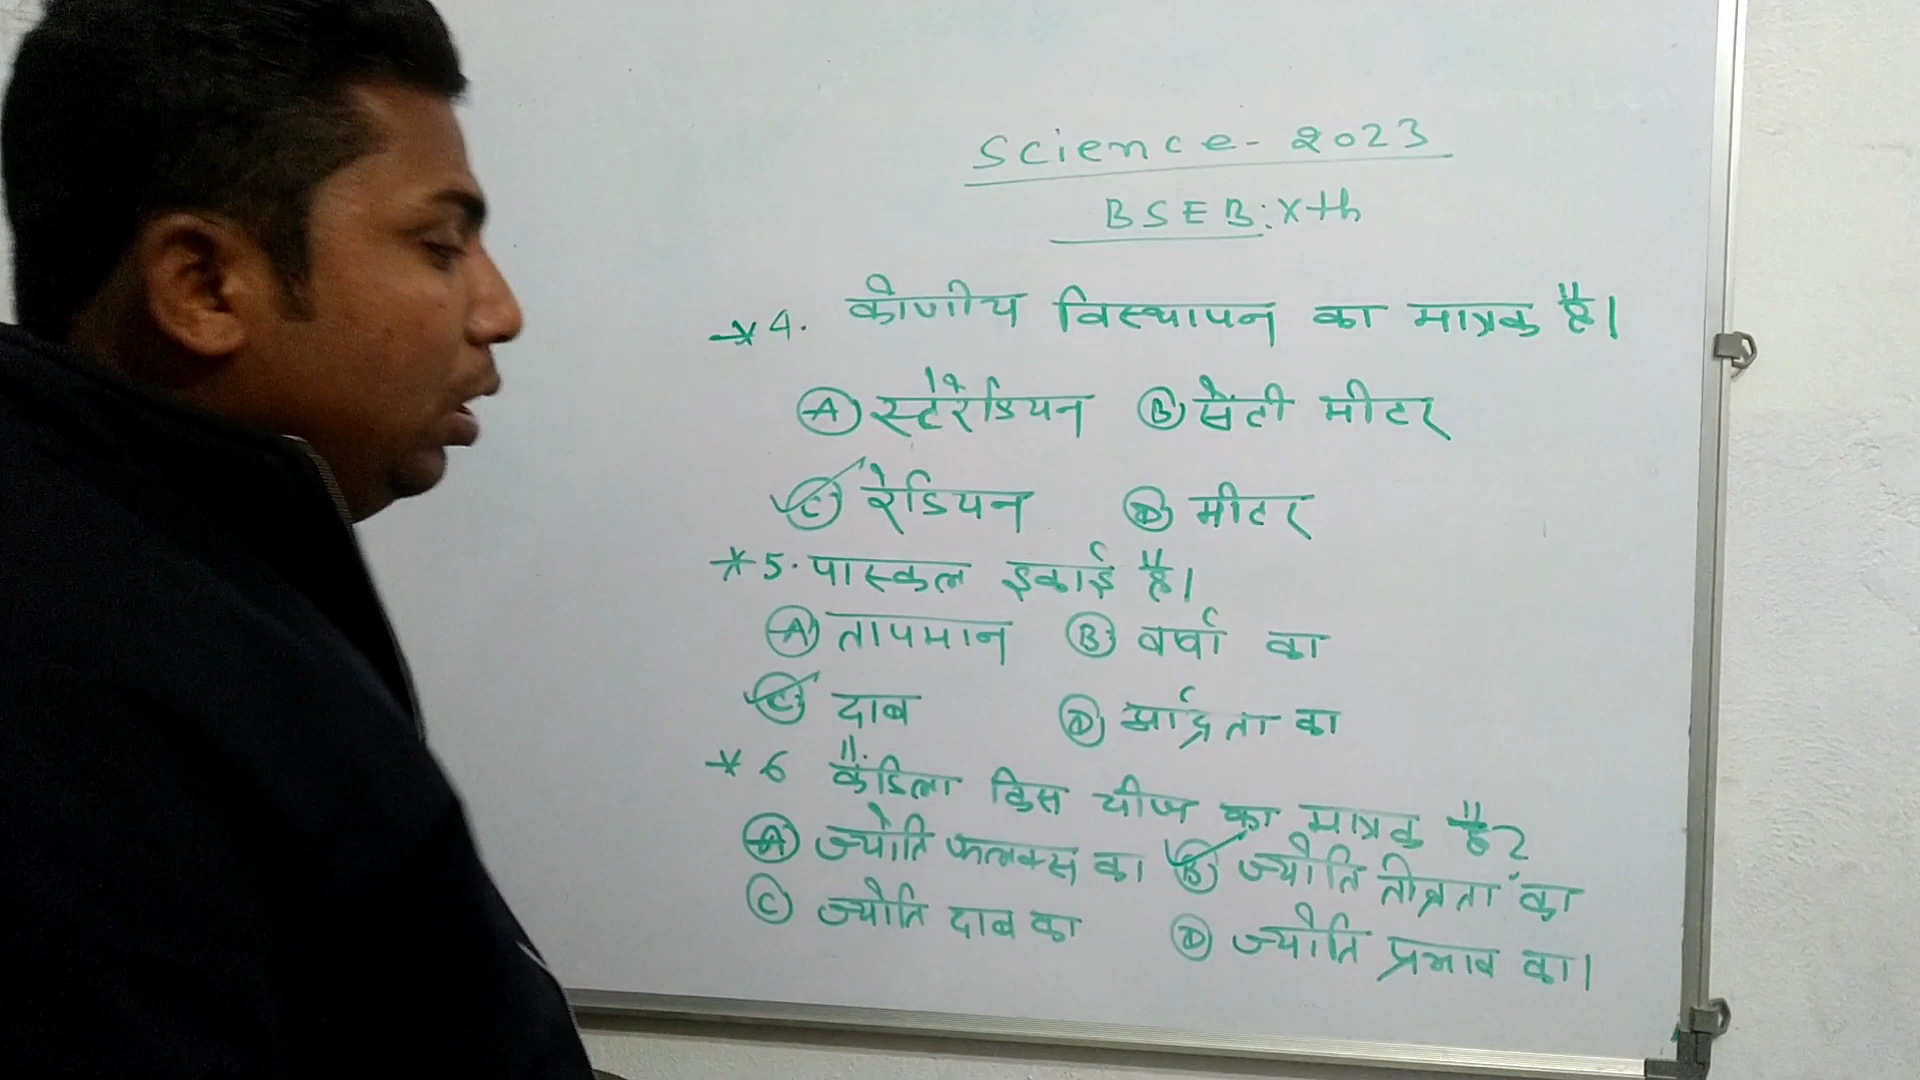 Science - 2023
BSEB: Xth
* 4. कोणीय विस्थापन का मात्रक है।
(A) स्टेरेडियन (B) सेंटी मीटर
(C) रेडियन (D) मीटर
* 5. पास्कल इकाई है।
(A) तापमान (B) वर्षा का
(C) दाब (D) आर्द्रता का
* 6 कैंडिला किस चीज का मात्रक है?
(A) ज्योति फलक्स का (B) ज्योति तीव्रता का
(C) ज्योति दाब का (D) ज्योति प्रभाव का।